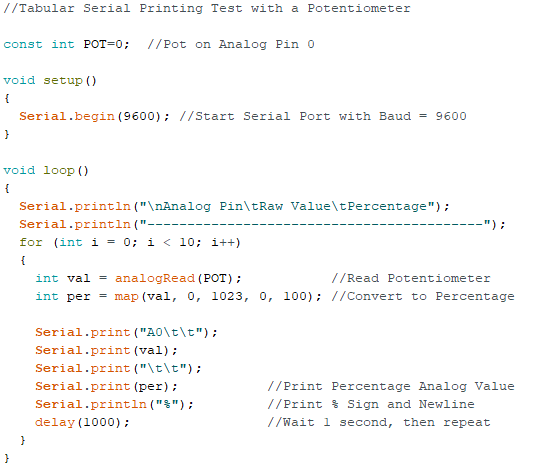 //Tabular Serial Printing Test with a Potentiometer

const int POT=0;  //Pot on Analog Pin 0

void setup()
{
  Serial.begin(9600); //Start Serial Port with Baud = 9600
}

void loop()
{
  Serial.println("\nAnalog Pin\tRaw Value\tPercentage");
  Serial.println("------------------------------------------");
  for (int i = 0; i < 10; i++)
  {
    int val = analogRead(POT);           //Read Potentiometer
    int per = map(val, 0, 1023, 0, 100); //Convert to Percentage

    Serial.print("A0\t\t");
    Serial.print(val);
    Serial.print("\t\t");
    Serial.print(per);           //Print Percentage Analog Value
    Serial.println("%");         //Print % Sign and Newline
    delay(1000);                 //Wait 1 second, then repeat
  }
}